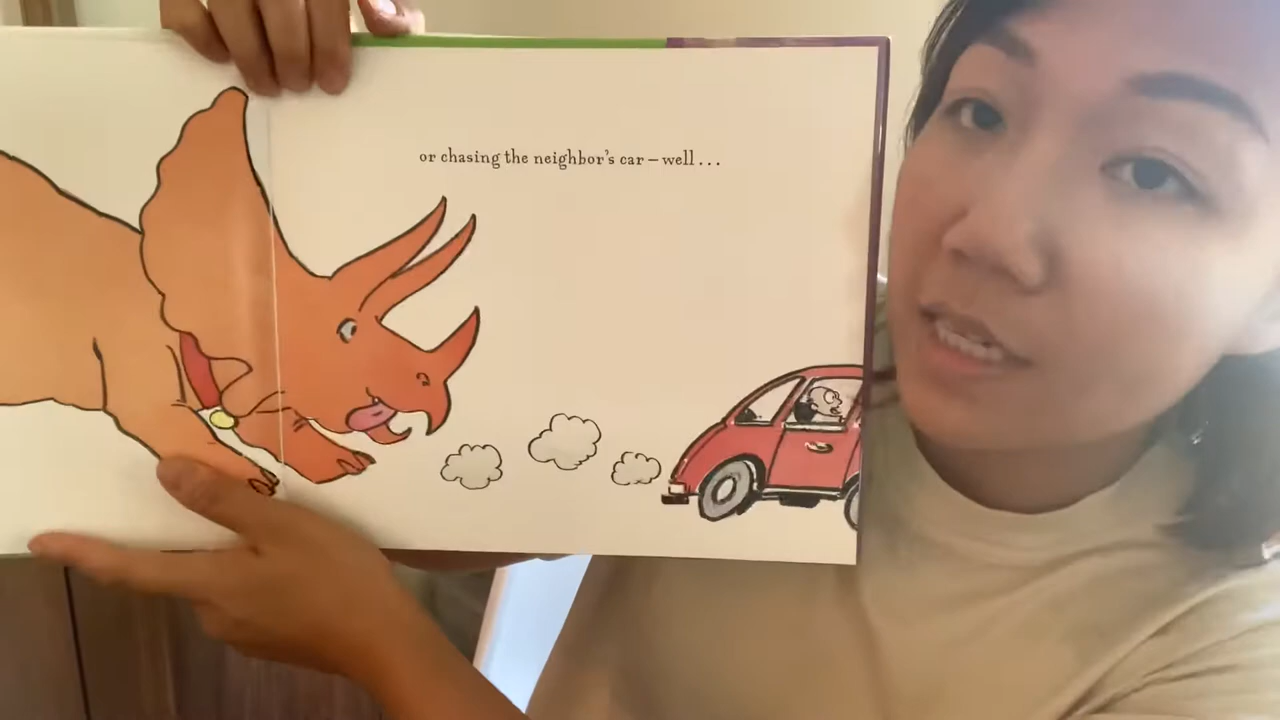 or chasing the neighbor's car – well . . .